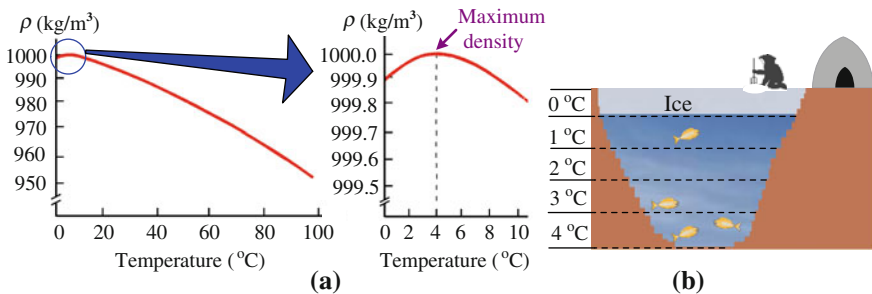 ρ (kg/m³)
1000
990
980
970
960
950
0 20 40 60 80 100
Temperature (°C)
ρ (kg/m³)
Maximum
density
1000.0
999.9
999.8
999.7
999.6
999.5
0 2 4 6 8 10
Temperature (°C)
(a)
0 °C
Ice
1 °C
2 °C
3 °C
4 °C
(b)